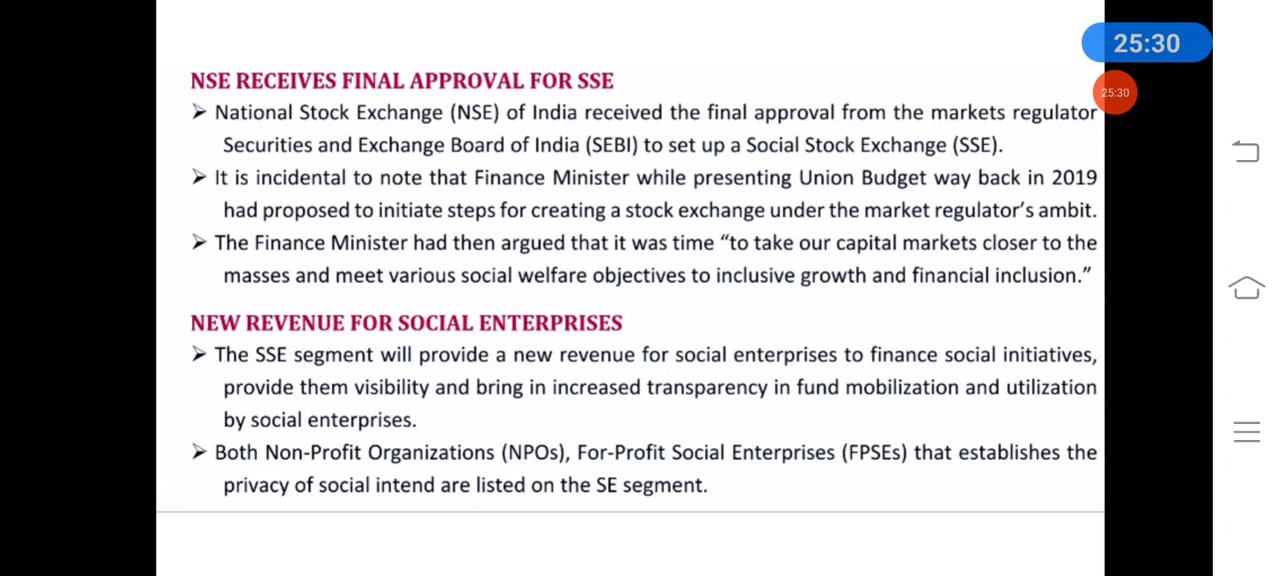 25:30
25:30
NSE RECEIVES FINAL APPROVAL FOR SSE
➢ National Stock Exchange (NSE) of India received the final approval from the markets regulator
Securities and Exchange Board of India (SEBI) to set up a Social Stock Exchange (SSE).
➢ It is incidental to note that Finance Minister while presenting Union Budget way back in 2019
had proposed to initiate steps for creating a stock exchange under the market regulator’s ambit.
➢ The Finance Minister had then argued that it was time “to take our capital markets closer to the
masses and meet various social welfare objectives to inclusive growth and financial inclusion.”
NEW REVENUE FOR SOCIAL ENTERPRISES
➢ The SSE segment will provide a new revenue for social enterprises to finance social initiatives,
provide them visibility and bring in increased transparency in fund mobilization and utilization
by social enterprises.
➢ Both Non-Profit Organizations (NPOs), For-Profit Social Enterprises (FPSEs) that establishes the
privacy of social intend are listed on the SE segment.